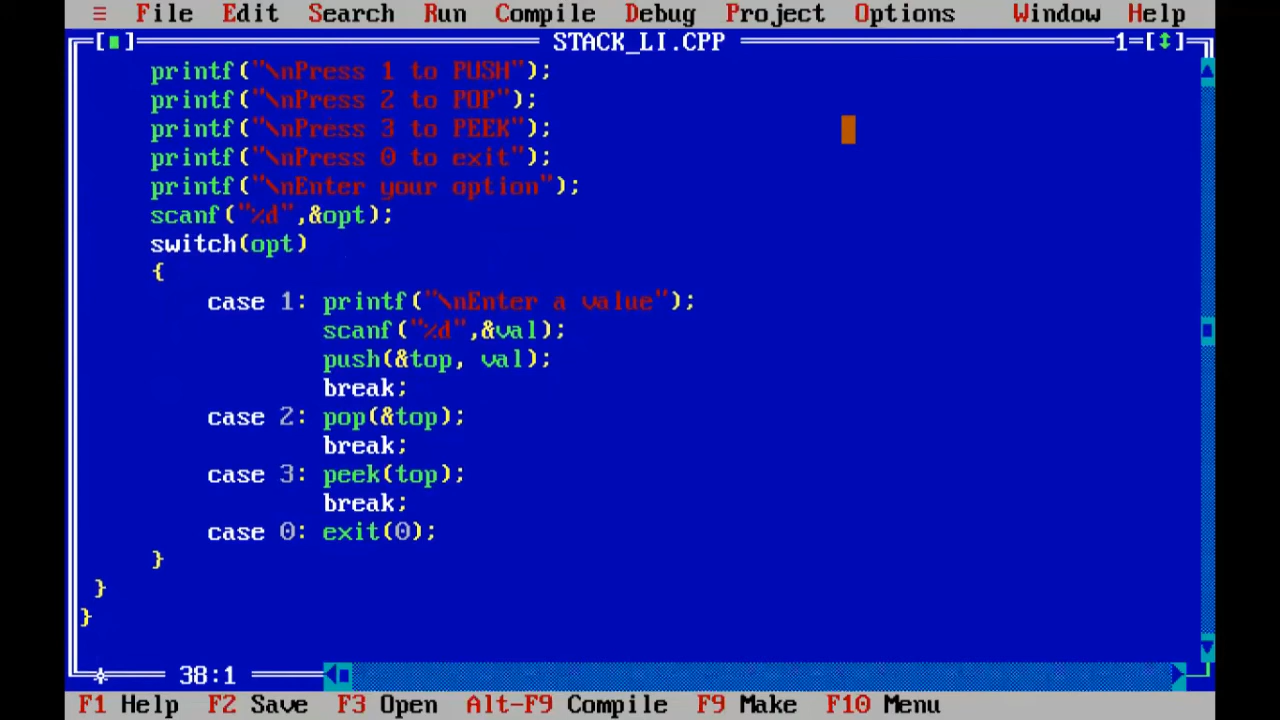 ≡ File Edit Search Run Compile Debug Project Options Window Help
[■] STACK_LI.CPP 1=[↕]
printf("\nPress 1 to PUSH");
printf("\nPress 2 to POP");
printf("\nPress 3 to PEEK");
printf("\nPress 0 to exit");
printf("\nEnter your option");
scanf("%d",&opt);
switch(opt)
{
case 1: printf("\nEnter a value");
scanf("%d",&val);
push(&top, val);
break;
case 2: pop(&top);
break;
case 3: peek(top);
break;
case 0: exit(0);
}
}
}
38:1
F1 Help F2 Save F3 Open Alt-F9 Compile F9 Make F10 Menu